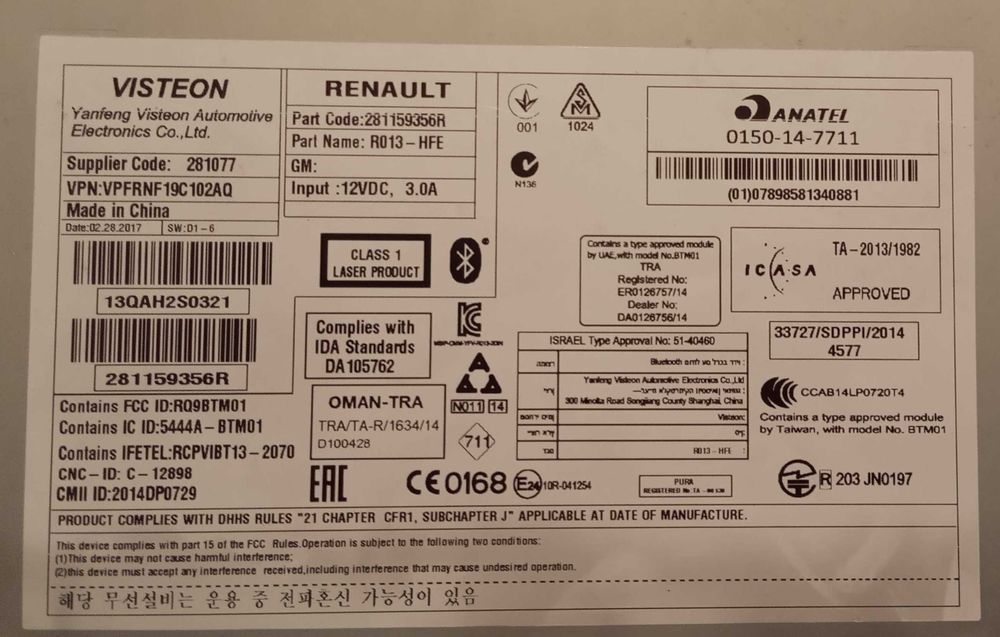 VISTEON
Yanfeng Visteon Automotive
Electronics Co.,Ltd.
Supplier Code: 281077
VPN:VPFRNF19C102AQ
Made in China
Date:02.28.2017 SW:D1-6
13QAH2S0321
281159356R
RENAULT
Part Code:281159356R
Part Name: R013-HFE
GM:
Input :12VDC, 3.0A
001
1024
N136
ANATEL
0150-14-7711
(01)07898581340881
CLASS 1
LASER PRODUCT
Contains a type approved module
by UAE,with model No.BTM01
TRA
Registered No:
ER0126757/14
Dealer No:
DA0126756/14
ICASA
TA-2013/1982
APPROVED
Complies with
IDA Standards
DA105762
ISRAEL Type Approval No: 51-40460
Bluetooth
Yanfeng Visteon Automotive Electronics Co.,Ltd
300 Minolta Road Songjiang County Shanghai, China
Visteon:
R013-HFE :
33727/SDPPI/2014
4577
CCAB14LP0720T4
Contains a type approved module
by Taiwan, with model No. BTM01
Contains FCC ID:RQ9BTM01
Contains IC ID:5444A-BTM01
Contains IFETEL:RCPVIBT13-2070
CNC-ID: C-12898
CMII ID:2014DP0729
OMAN-TRA
TRA/TA-R/1634/14
D100428
N011 14
711
EAC
CE0168
E24 10R-041254
PURA
R 203 JN0197
PRODUCT COMPLIES WITH DHHS RULES "21 CHAPTER CFR1, SUBCHAPTER J" APPLICABLE AT DATE OF MANUFACTURE.
This device complies with part 15 of the FCC Rules.Operation is subject to the following two conditions:
(1)This device may not cause harmful interference;
(2)this device must accept any interference received,including interference that may cause undesired operation.
해당 무선설비는 운용 중 전파혼신 가능성이 있음